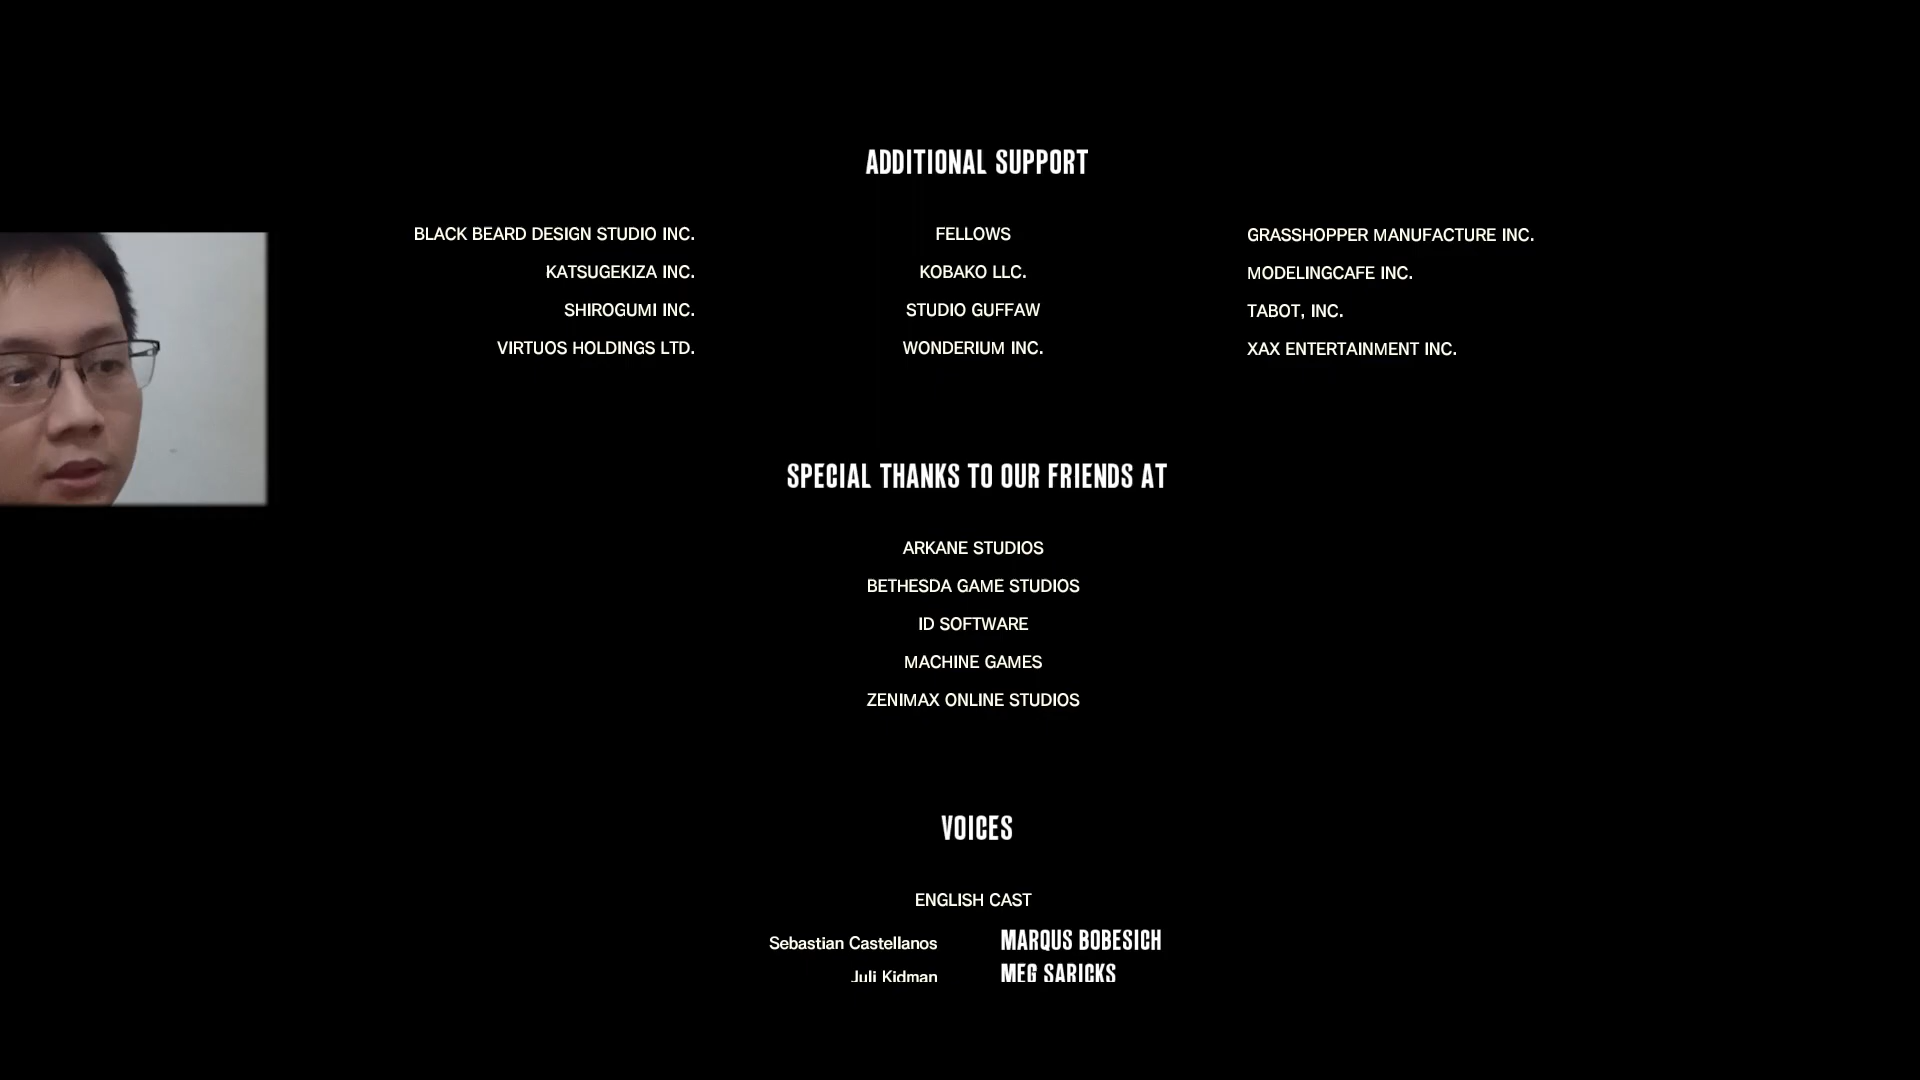 ADDITIONAL SUPPORT
BLACK BEARD DESIGN STUDIO INC. FELLOWS GRASSHOPPER MANUFACTURE INC.
KATSUGEKIZA INC. KOBAKO LLC. MODELINGCAFE INC.
SHIROGUMI INC. STUDIO GUFFAW TABOT, INC.
VIRTUOS HOLDINGS LTD. WONDERIUM INC. XAX ENTERTAINMENT INC.
SPECIAL THANKS TO OUR FRIENDS AT
ARKANE STUDIOS
BETHESDA GAME STUDIOS
ID SOFTWARE
MACHINE GAMES
ZENIMAX ONLINE STUDIOS
VOICES
ENGLISH CAST
Sebastian Castellanos MARQUS BOBESICH
Juli Kidman MEG SARICKS